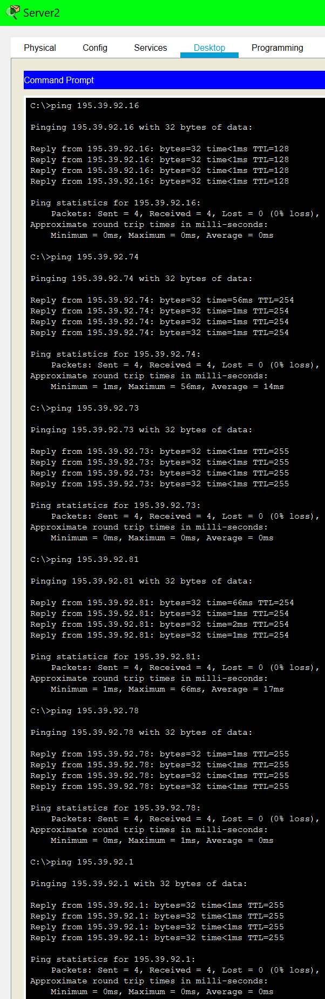 Server2
Physical Config Services Desktop Programming
Command Prompt
C:\>ping 195.39.92.16
Pinging 195.39.92.16 with 32 bytes of data:
Reply from 195.39.92.16: bytes=32 time<1ms TTL=128
Reply from 195.39.92.16: bytes=32 time<1ms TTL=128
Reply from 195.39.92.16: bytes=32 time<1ms TTL=128
Reply from 195.39.92.16: bytes=32 time<1ms TTL=128
Ping statistics for 195.39.92.16:
Packets: Sent = 4, Received = 4, Lost = 0 (0% loss),
Approximate round trip times in milli-seconds:
Minimum = 0ms, Maximum = 0ms, Average = 0ms
C:\>ping 195.39.92.74
Pinging 195.39.92.74 with 32 bytes of data:
Reply from 195.39.92.74: bytes=32 time=56ms TTL=254
Reply from 195.39.92.74: bytes=32 time=1ms TTL=254
Reply from 195.39.92.74: bytes=32 time=1ms TTL=254
Reply from 195.39.92.74: bytes=32 time=1ms TTL=254
Ping statistics for 195.39.92.74:
Packets: Sent = 4, Received = 4, Lost = 0 (0% loss),
Approximate round trip times in milli-seconds:
Minimum = 1ms, Maximum = 56ms, Average = 14ms
C:\>ping 195.39.92.73
Pinging 195.39.92.73 with 32 bytes of data:
Reply from 195.39.92.73: bytes=32 time<1ms TTL=255
Reply from 195.39.92.73: bytes=32 time<1ms TTL=255
Reply from 195.39.92.73: bytes=32 time<1ms TTL=255
Reply from 195.39.92.73: bytes=32 time<1ms TTL=255
Ping statistics for 195.39.92.73:
Packets: Sent = 4, Received = 4, Lost = 0 (0% loss),
Approximate round trip times in milli-seconds:
Minimum = 0ms, Maximum = 0ms, Average = 0ms
C:\>ping 195.39.92.81
Pinging 195.39.92.81 with 32 bytes of data:
Reply from 195.39.92.81: bytes=32 time=66ms TTL=254
Reply from 195.39.92.81: bytes=32 time=1ms TTL=254
Reply from 195.39.92.81: bytes=32 time=2ms TTL=254
Reply from 195.39.92.81: bytes=32 time=1ms TTL=254
Ping statistics for 195.39.92.81:
Packets: Sent = 4, Received = 4, Lost = 0 (0% loss),
Approximate round trip times in milli-seconds:
Minimum = 1ms, Maximum = 66ms, Average = 17ms
C:\>ping 195.39.92.78
Pinging 195.39.92.78 with 32 bytes of data:
Reply from 195.39.92.78: bytes=32 time=1ms TTL=255
Reply from 195.39.92.78: bytes=32 time<1ms TTL=255
Reply from 195.39.92.78: bytes=32 time<1ms TTL=255
Reply from 195.39.92.78: bytes=32 time<1ms TTL=255
Ping statistics for 195.39.92.78:
Packets: Sent = 4, Received = 4, Lost = 0 (0% loss),
Approximate round trip times in milli-seconds:
Minimum = 0ms, Maximum = 1ms, Average = 0ms
C:\>ping 195.39.92.1
Pinging 195.39.92.1 with 32 bytes of data:
Reply from 195.39.92.1: bytes=32 time<1ms TTL=255
Reply from 195.39.92.1: bytes=32 time<1ms TTL=255
Reply from 195.39.92.1: bytes=32 time<1ms TTL=255
Reply from 195.39.92.1: bytes=32 time<1ms TTL=255
Ping statistics for 195.39.92.1:
Packets: Sent = 4, Received = 4, Lost = 0 (0% loss),
Approximate round trip times in milli-seconds:
Minimum = 0ms, Maximum = 0ms, Average = 0ms